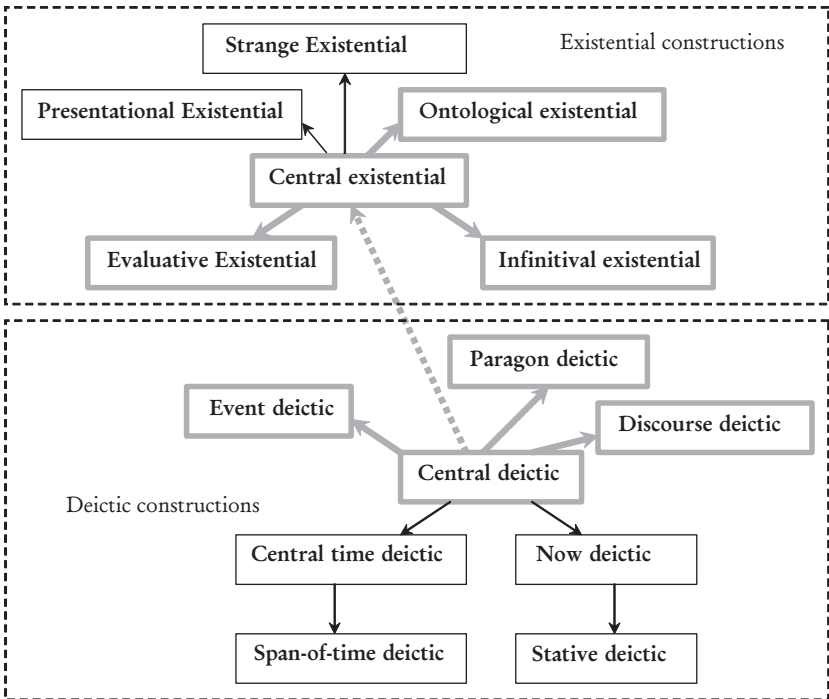 Strange Existential
Existential constructions
Presentational Existential
Ontological existential
Central existential
Evaluative Existential
Infinitival existential
Paragon deictic
Event deictic
Discourse deictic
Central deictic
Deictic constructions
Central time deictic
Now deictic
Span-of-time deictic
Stative deictic